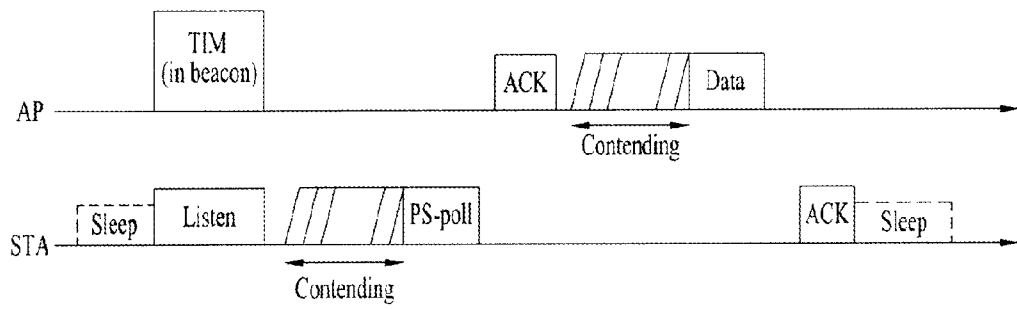 TIM
(in beacon)
ACK
Data
AP
Contending
Sleep
Listen
PS-poll
ACK
Sleep
STA
Contending